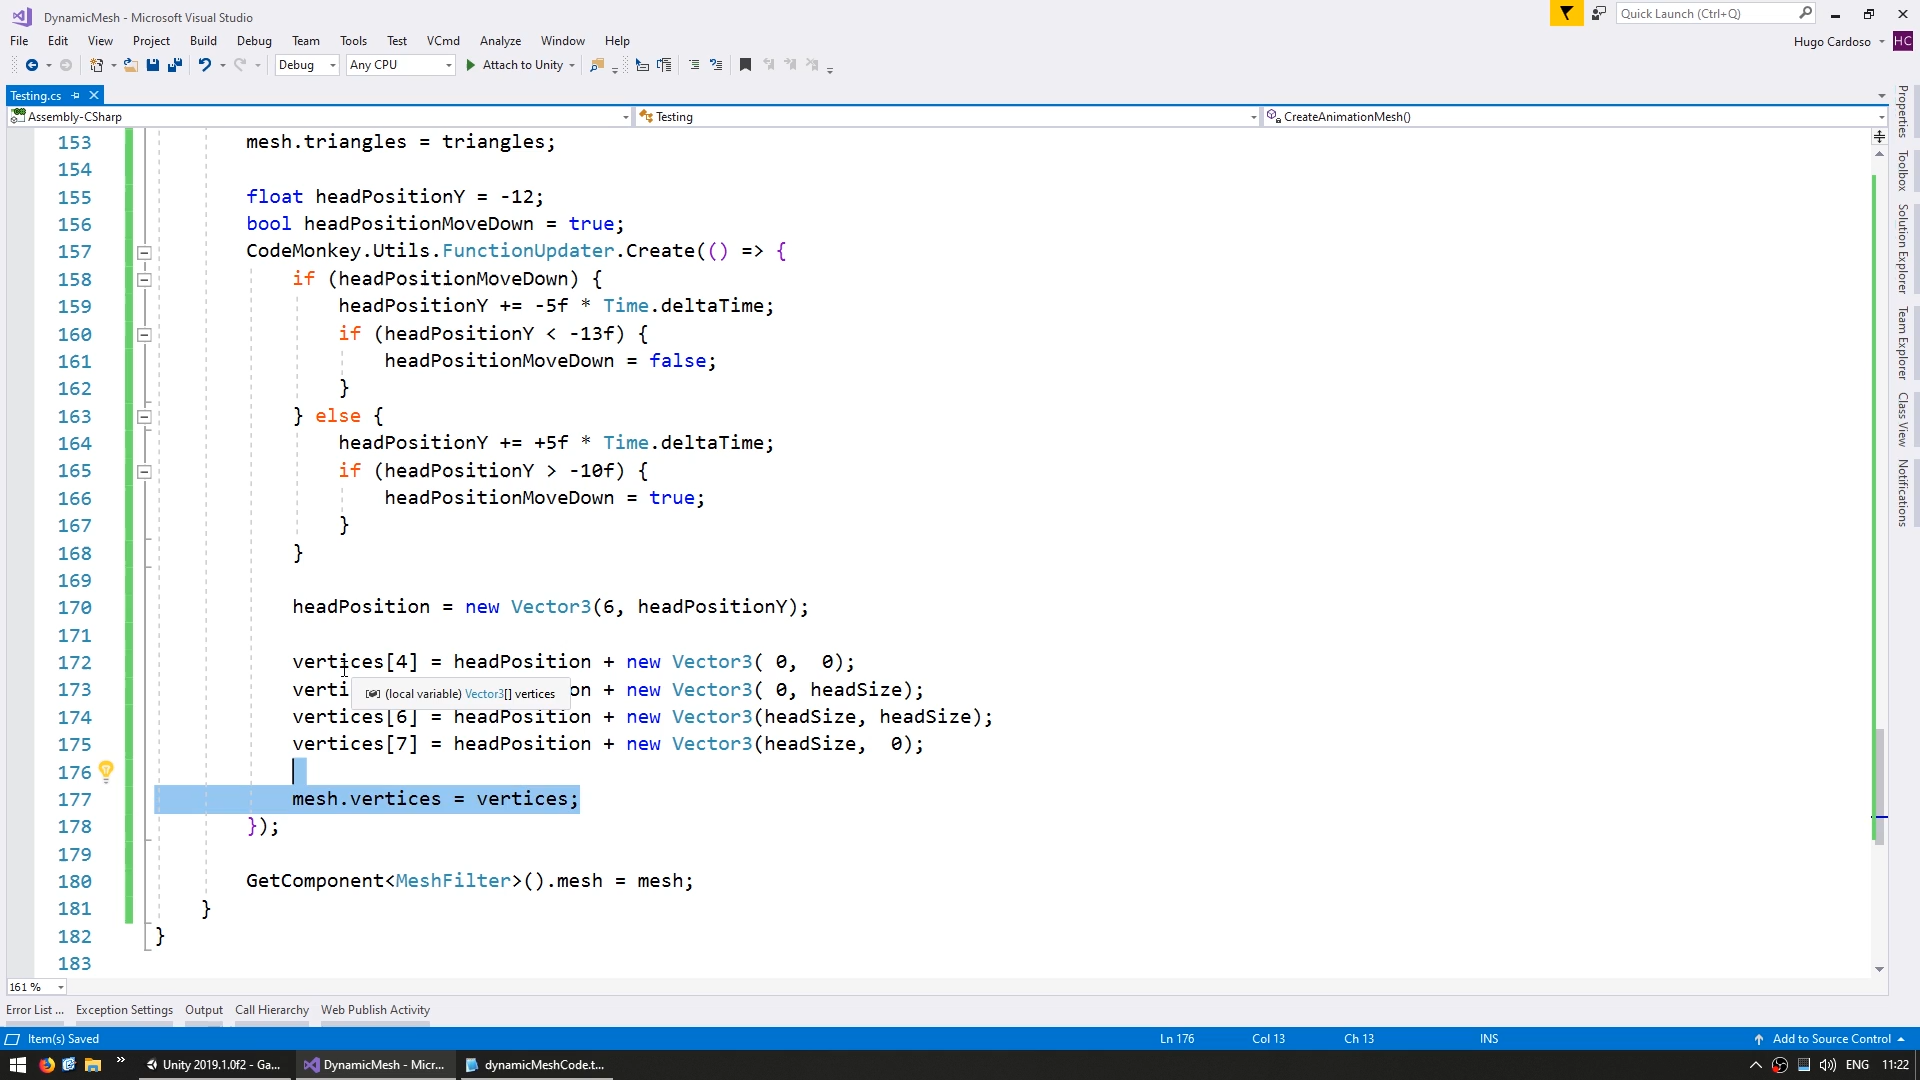 DynamicMesh - Microsoft Visual Studio
Quick Launch (Ctrl+Q)
File Edit View Project Build Debug Team Tools Test VCmd Analyze Window Help
Hugo Cardoso HC
Debug Any CPU Attach to Unity
Testing.cs
Assembly-CSharp Testing CreateAnimationMesh()
153 mesh.triangles = triangles;
154
155 float headPositionY = -12;
156 bool headPositionMoveDown = true;
157 CodeMonkey.Utils.FunctionUpdater.Create(() => {
158 if (headPositionMoveDown) {
159 headPositionY += -5f * Time.deltaTime;
160 if (headPositionY < -13f) {
161 headPositionMoveDown = false;
162 }
163 } else {
164 headPositionY += +5f * Time.deltaTime;
165 if (headPositionY > -10f) {
166 headPositionMoveDown = true;
167 }
168 }
169
170 headPosition = new Vector3(6, headPositionY);
171
172 vertices[4] = headPosition + new Vector3( 0,  0);
173 verti on + new Vector3( 0, headSize);
(local variable) Vector3[] vertices
174 vertices[6] = headPosition + new Vector3(headSize, headSize);
175 vertices[7] = headPosition + new Vector3(headSize,  0);
176
177 mesh.vertices = vertices;
178 });
179
180 GetComponent<MeshFilter>().mesh = mesh;
181 }
182 }
183
Properties
Toolbox
Solution Explorer
Team Explorer
Class View
Notifications
161 %
Error List ... Exception Settings Output Call Hierarchy Web Publish Activity
Item(s) Saved Ln 176 Col 13 Ch 13 INS Add to Source Control
» Unity 2019.1.0f2 - Ga... DynamicMesh - Micr... dynamicMeshCode.t... ENG 11:22